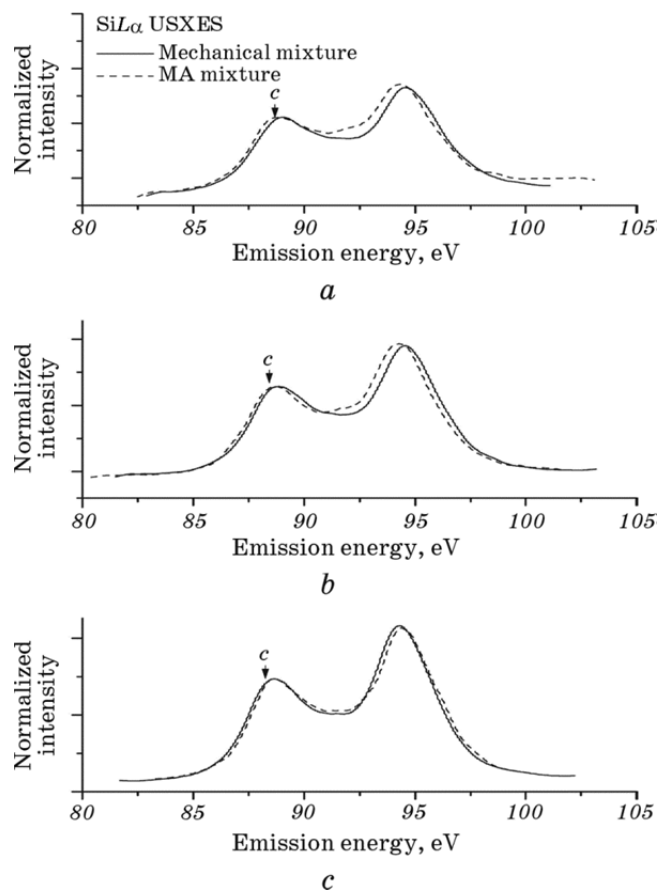 SiLα USXES
Mechanical mixture
MA mixture
c
Normalized
intensity
80 85 90 95 100 105
Emission energy, eV
a
c
Normalized
intensity
80 85 90 95 100 105
Emission energy, eV
b
c
Normalized
intensity
80 85 90 95 100 105
Emission energy, eV
c